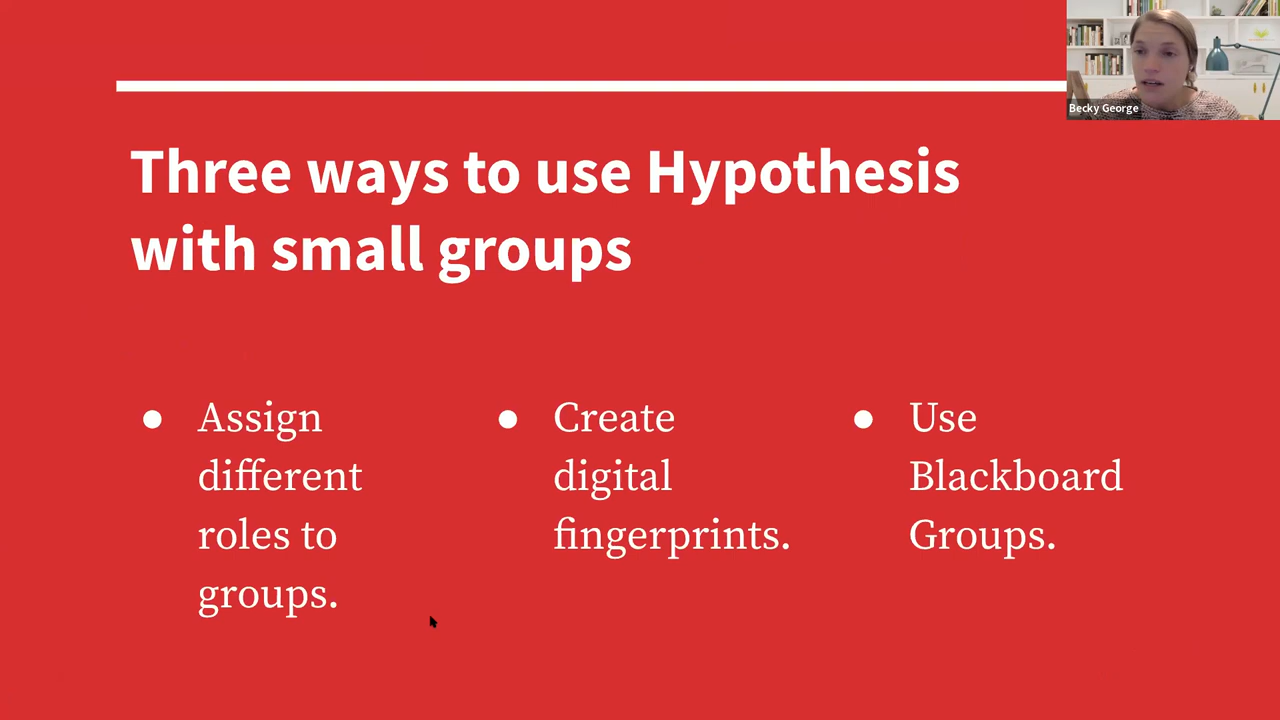 Becky George
Three ways to use Hypothesis
with small groups
● Assign
different
roles to
groups.
● Create
digital
fingerprints.
● Use
Blackboard
Groups.